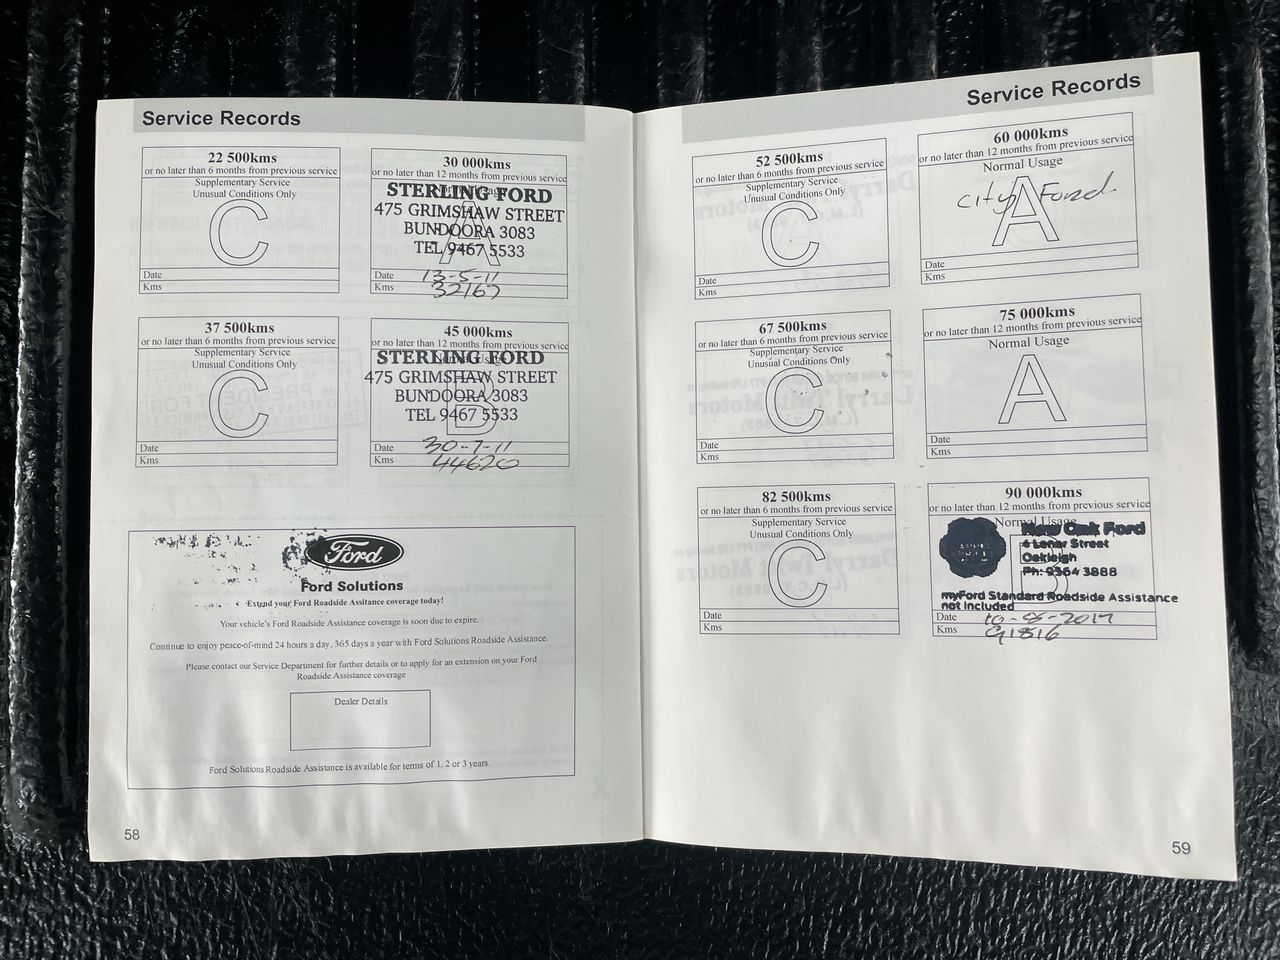 Service Records
22 500kms
or no later than 6 months from previous service
Supplementary Service
Unusual Conditions Only
C
Date
Kms
30 000kms
or no later than 12 months from previous service
STERLING FORD
475 GRIMSHAW STREET
BUNDOORA 3083
TEL 9467 5533
A
Date 13-5-11
Kms 32167
37 500kms
or no later than 6 months from previous service
Supplementary Service
Unusual Conditions Only
C
Date
Kms
45 000kms
or no later than 12 months from previous service
STERLING FORD
475 GRIMSHAW STREET
BUNDOORA 3083
TEL 9467 5533
B
Date 30-7-11
Kms 44620
Ford
Ford Solutions
Extend your Ford Roadside Assitance coverage today!
Your vehicle's Ford Roadside Assistance coverage is soon due to expire.
Continue to enjoy peace-of-mind 24 hours a day, 365 days a year with Ford Solutions Roadside Assistance.
Please contact our Service Department for further details or to apply for an extension on your Ford
Roadside Assistance coverage
Dealer Details
Ford Solutions Roadside Assistance is available for terms of 1, 2 or 3 years.
58
Service Records
52 500kms
or no later than 6 months from previous service
Supplementary Service
Unusual Conditions Only
C
Date
Kms
60 000kms
or no later than 12 months from previous service
Normal Usage
City Ford
A
Date
Kms
67 500kms
or no later than 6 months from previous service
Supplementary Service
Unusual Conditions Only
C
Date
Kms
75 000kms
or no later than 12 months from previous service
Normal Usage
A
Date
Kms
82 500kms
or no later than 6 months from previous service
Supplementary Service
Unusual Conditions Only
C
Date
Kms
90 000kms
or no later than 12 months from previous service
Normal Usage
New Oak Ford
Street
Oakleigh
Ph: 9564 3888
B
myFord Standard Roadside Assistance
not included
Date
Kms 91816
59